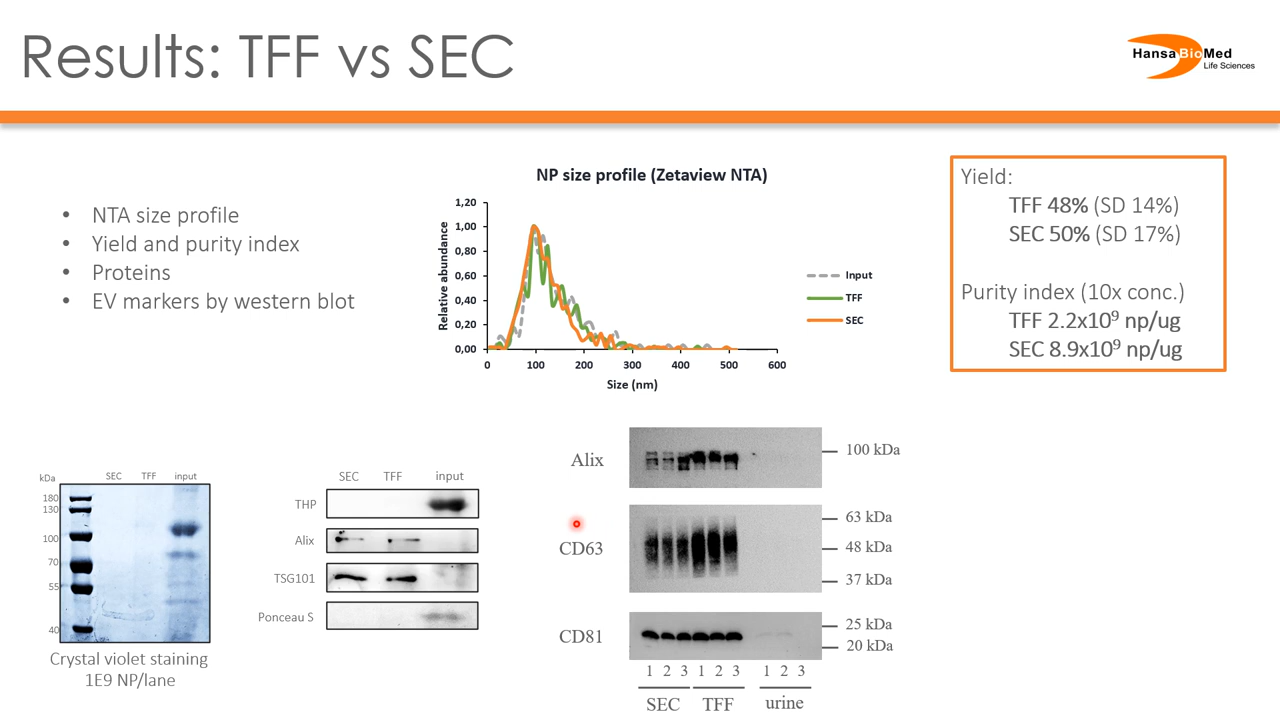 Results: TFF vs SEC
HansaBioMed
Life Sciences
• NTA size profile
• Yield and purity index
• Proteins
• EV markers by western blot
NP size profile (Zetaview NTA)
Relative abundance
1,20
1,00
0,80
0,60
0,40
0,20
0,00
0 100 200 300 400 500 600
Size (nm)
Input
TFF
SEC
Yield:
TFF 48% (SD 14%)
SEC 50% (SD 17%)
Purity index (10x conc.)
TFF 2.2x10⁹ np/ug
SEC 8.9x10⁹ np/ug
kDa SEC TFF input
180
130
100
70
55
40
Crystal violet staining
1E9 NP/lane
SEC TFF input
THP
Alix
TSG101
Ponceau S
Alix 100 kDa
63 kDa
CD63 48 kDa
37 kDa
25 kDa
CD81
20 kDa
1 2 3 1 2 3 1 2 3
SEC TFF urine